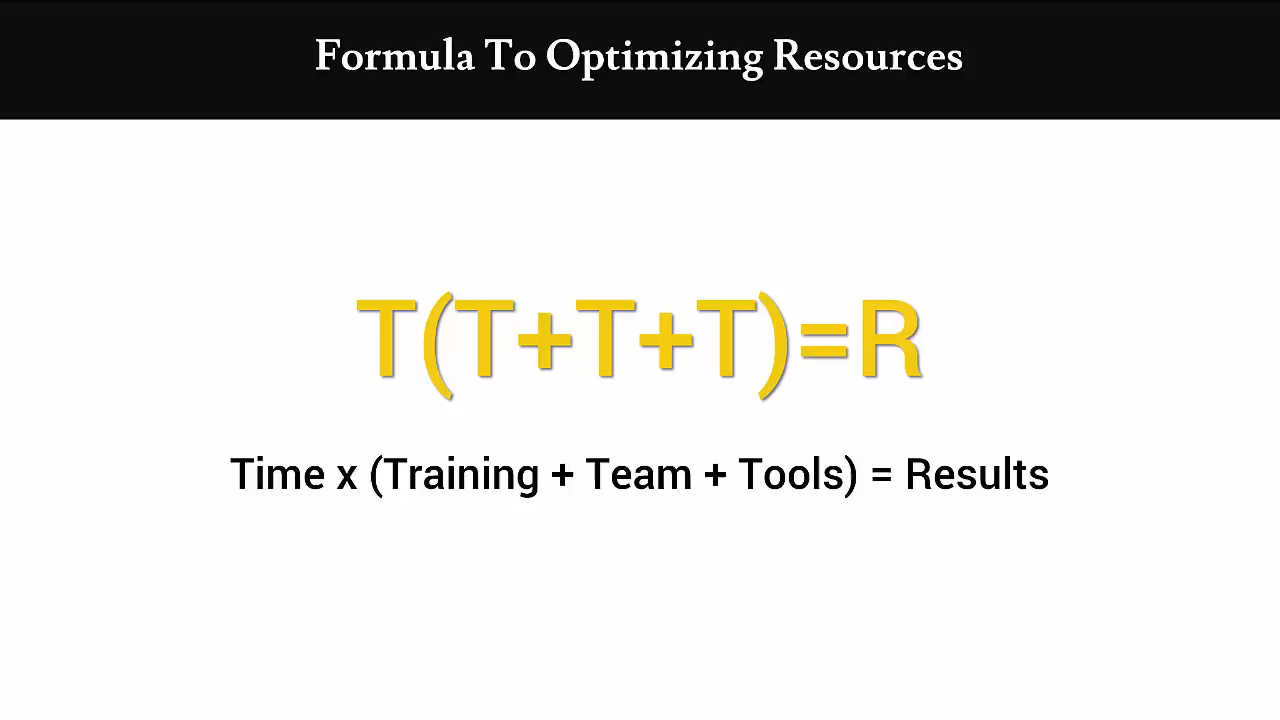 Formula To Optimizing Resources
T(T+T+T)=R
Time x (Training + Team + Tools) = Results